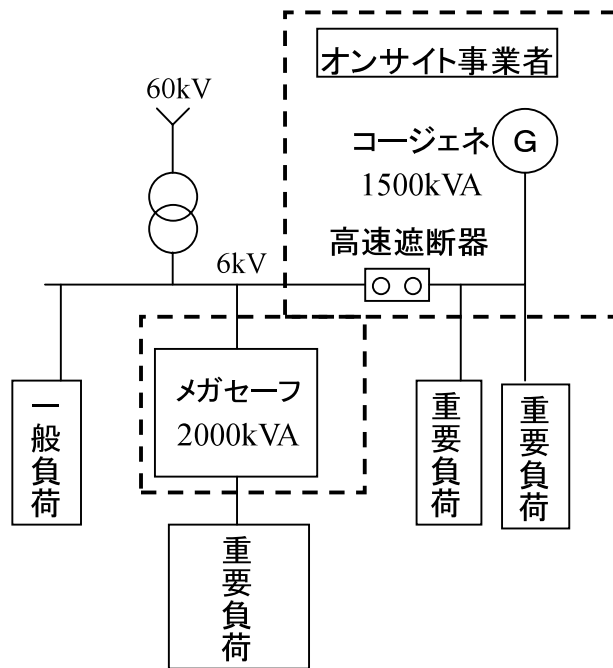 オンサイト事業者
60kV
コージェネ
G
1500kVA
高速遮断器
6kV
メガセーフ
2000kVA
一般負荷
重要負荷
重要負荷
重要負荷